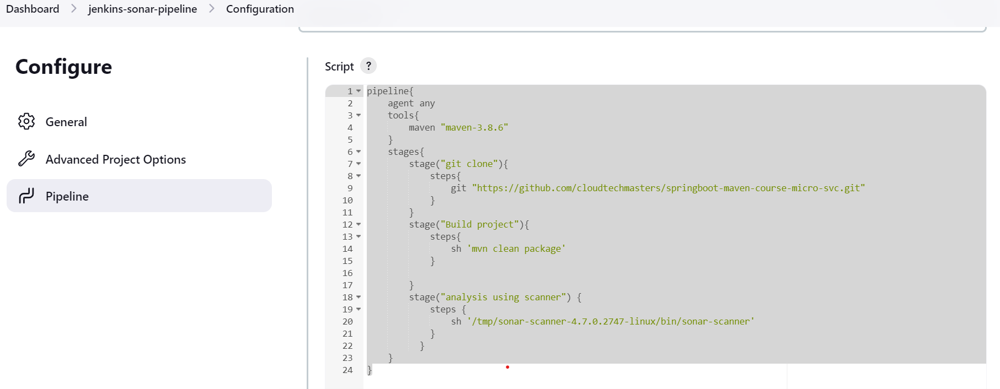 Dashboard > jenkins-sonar-pipeline > Configuration
Configure
General
Advanced Project Options
Pipeline
Script ?
1 pipeline{
2     agent any
3     tools{
4         maven "maven-3.8.6"
5     }
6     stages{
7         stage("git clone"){
8             steps{
9                 git "https://github.com/cloudtechmasters/springboot-maven-course-micro-svc.git"
10             }
11         }
12         stage("Build project"){
13             steps{
14                 sh 'mvn clean package'
15             }
16
17         }
18         stage("analysis using scanner") {
19             steps {
20                 sh '/tmp/sonar-scanner-4.7.0.2747-linux/bin/sonar-scanner'
21             }
22           }
23     }
24 }